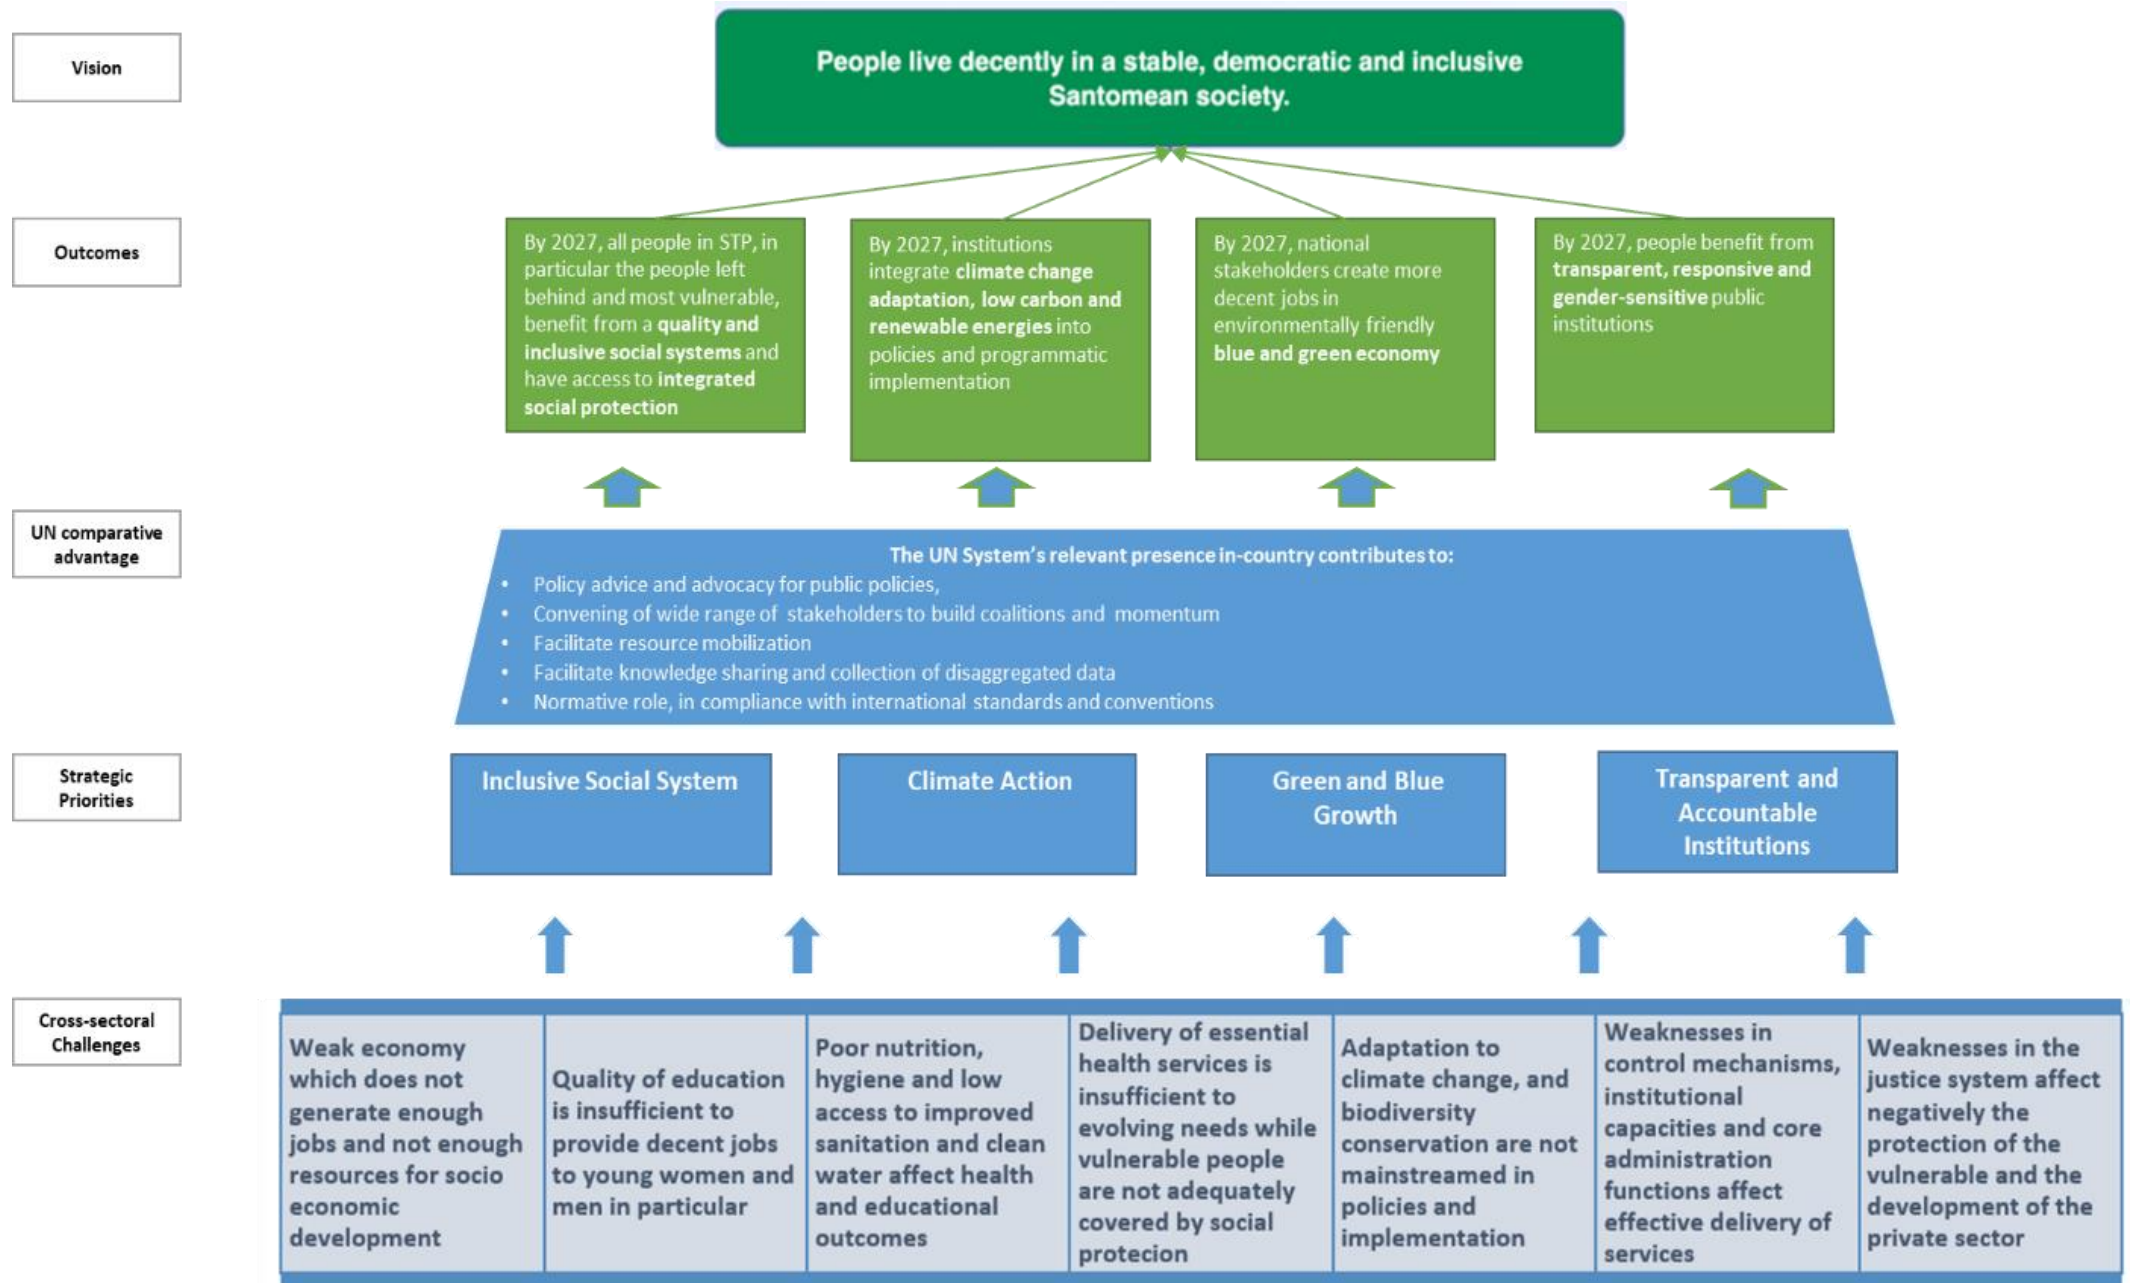 Vision
People live decently in a stable, democratic and inclusive
Santomean society.
Outcomes
By 2027, all people in STP, in
particular the people left
behind and most vulnerable,
benefit from a quality and
inclusive social systems and
have access to integrated
social protection
By 2027, institutions
integrate climate change
adaptation, low carbon and
renewable energies into
policies and programmatic
implementation
By 2027, national
stakeholders create more
decent jobs in
environmentally friendly
blue and green economy
By 2027, people benefit from
transparent, responsive and
gender-sensitive public
institutions
UN comparative
advantage
The UN System's relevant presence in-country contributes to:
• Policy advice and advocacy for public policies,
• Convening of wide range of stakeholders to build coalitions and momentum
• Facilitate resource mobilization
• Facilitate knowledge sharing and collection of disaggregated data
• Normative role, in compliance with international standards and conventions
Strategic
Priorities
Inclusive Social System
Climate Action
Green and Blue
Growth
Transparent and
Accountable
Institutions
Cross-sectoral
Challenges
Weak economy
which does not
generate enough
jobs and not enough
resources for socio
economic
development
Quality of education
is insufficient to
provide decent jobs
to young women and
men in particular
Poor nutrition,
hygiene and low
access to improved
sanitation and clean
water affect health
and educational
outcomes
Delivery of essential
health services is
insufficient to
evolving needs while
vulnerable people
are not adequately
covered by social
protecion
Adaptation to
climate change, and
biodiversity
conservation are not
mainstreamed in
policies and
implementation
Weaknesses in
control mechanisms,
institutional
capacities and core
administration
functions affect
effective delivery of
services
Weaknesses in the
justice system affect
negatively the
protection of the
vulnerable and the
development of the
private sector